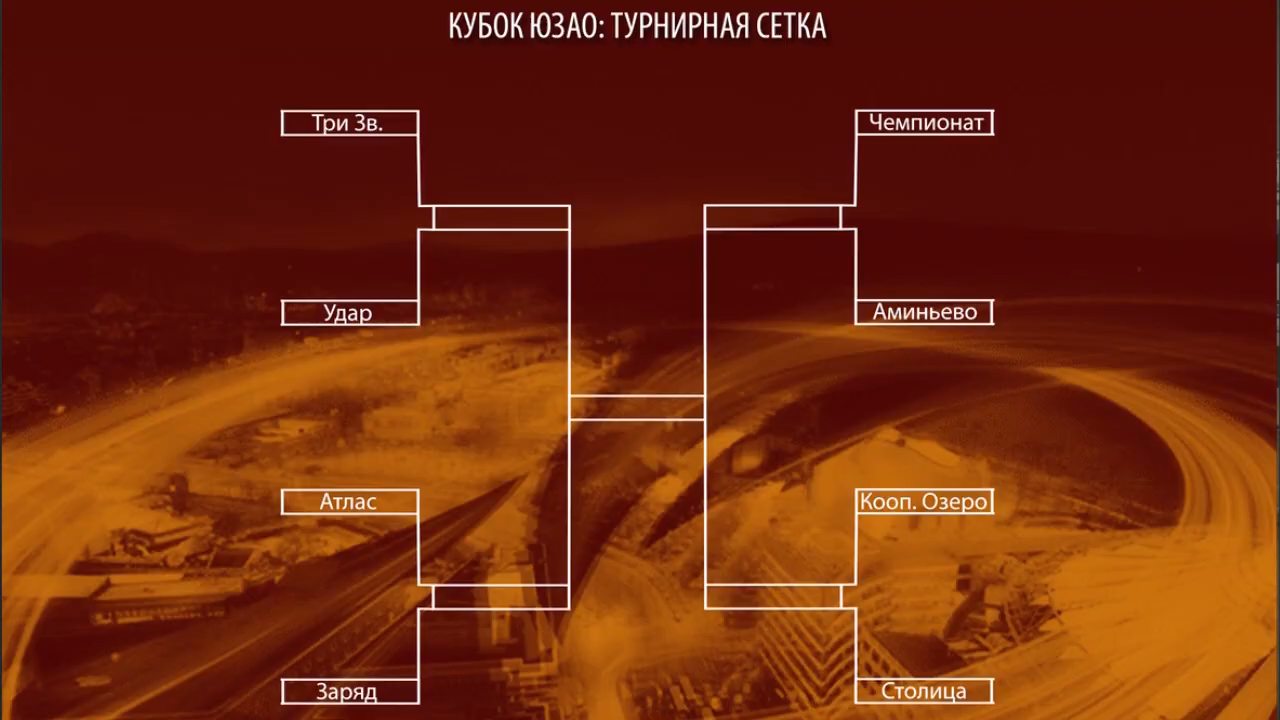 КУБОК ЮЗАО: ТУРНИРНАЯ СЕТКА
Три Зв.
Чемпионат
Удар
Аминьево
Атлас
Кооп. Озеро
Заряд
Столица